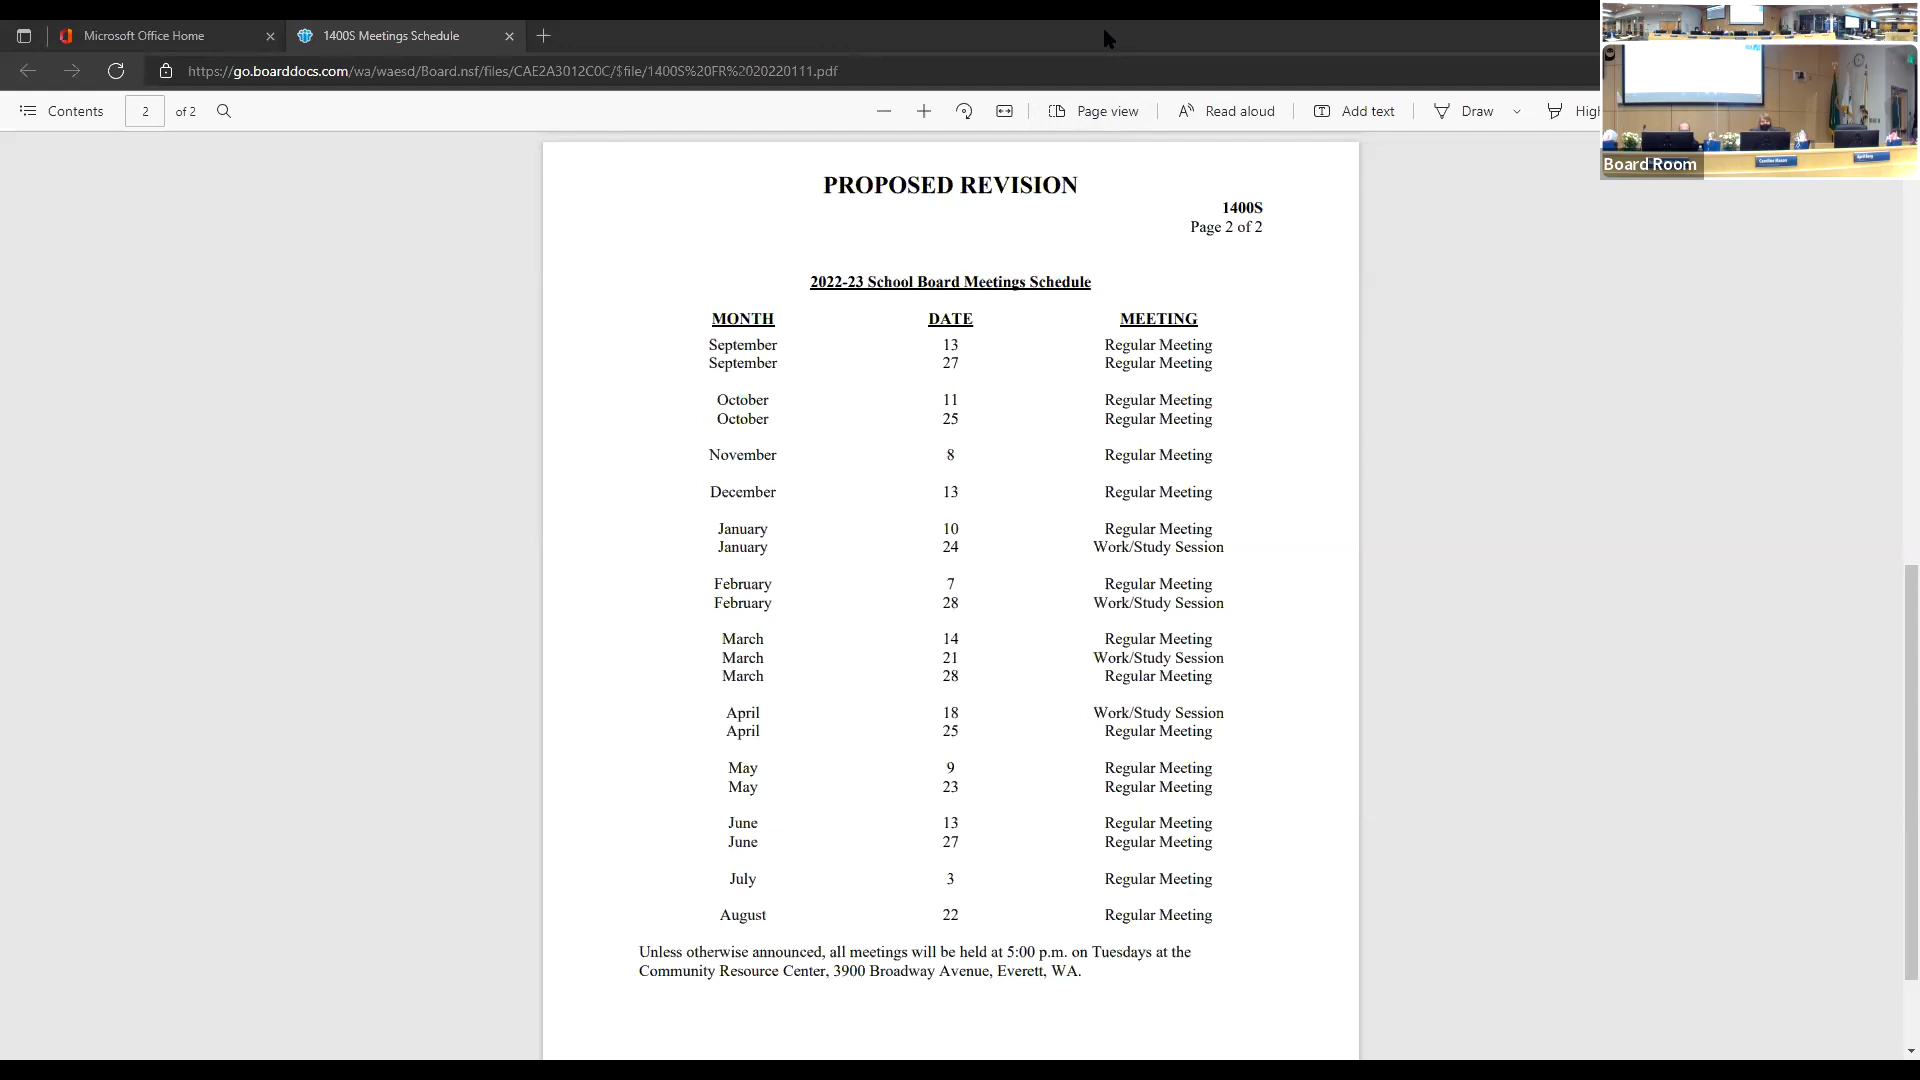 Microsoft Office Home
1400S Meetings Schedule
https://go.boarddocs.com/wa/waesd/Board.nsf/files/CAE2A3012C0C/$file/1400S%20FR%2020220111.pdf
Contents 2 of 2 Page view Read aloud Add text Draw High
Board Room
Caroline Mason
April Berg
PROPOSED REVISION
1400S
Page 2 of 2
2022-23 School Board Meetings Schedule
MONTH DATE MEETING
September 13 Regular Meeting
September 27 Regular Meeting
October 11 Regular Meeting
October 25 Regular Meeting
November 8 Regular Meeting
December 13 Regular Meeting
January 10 Regular Meeting
January 24 Work/Study Session
February 7 Regular Meeting
February 28 Work/Study Session
March 14 Regular Meeting
March 21 Work/Study Session
March 28 Regular Meeting
April 18 Work/Study Session
April 25 Regular Meeting
May 9 Regular Meeting
May 23 Regular Meeting
June 13 Regular Meeting
June 27 Regular Meeting
July 3 Regular Meeting
August 22 Regular Meeting
Unless otherwise announced, all meetings will be held at 5:00 p.m. on Tuesdays at the
Community Resource Center, 3900 Broadway Avenue, Everett, WA.